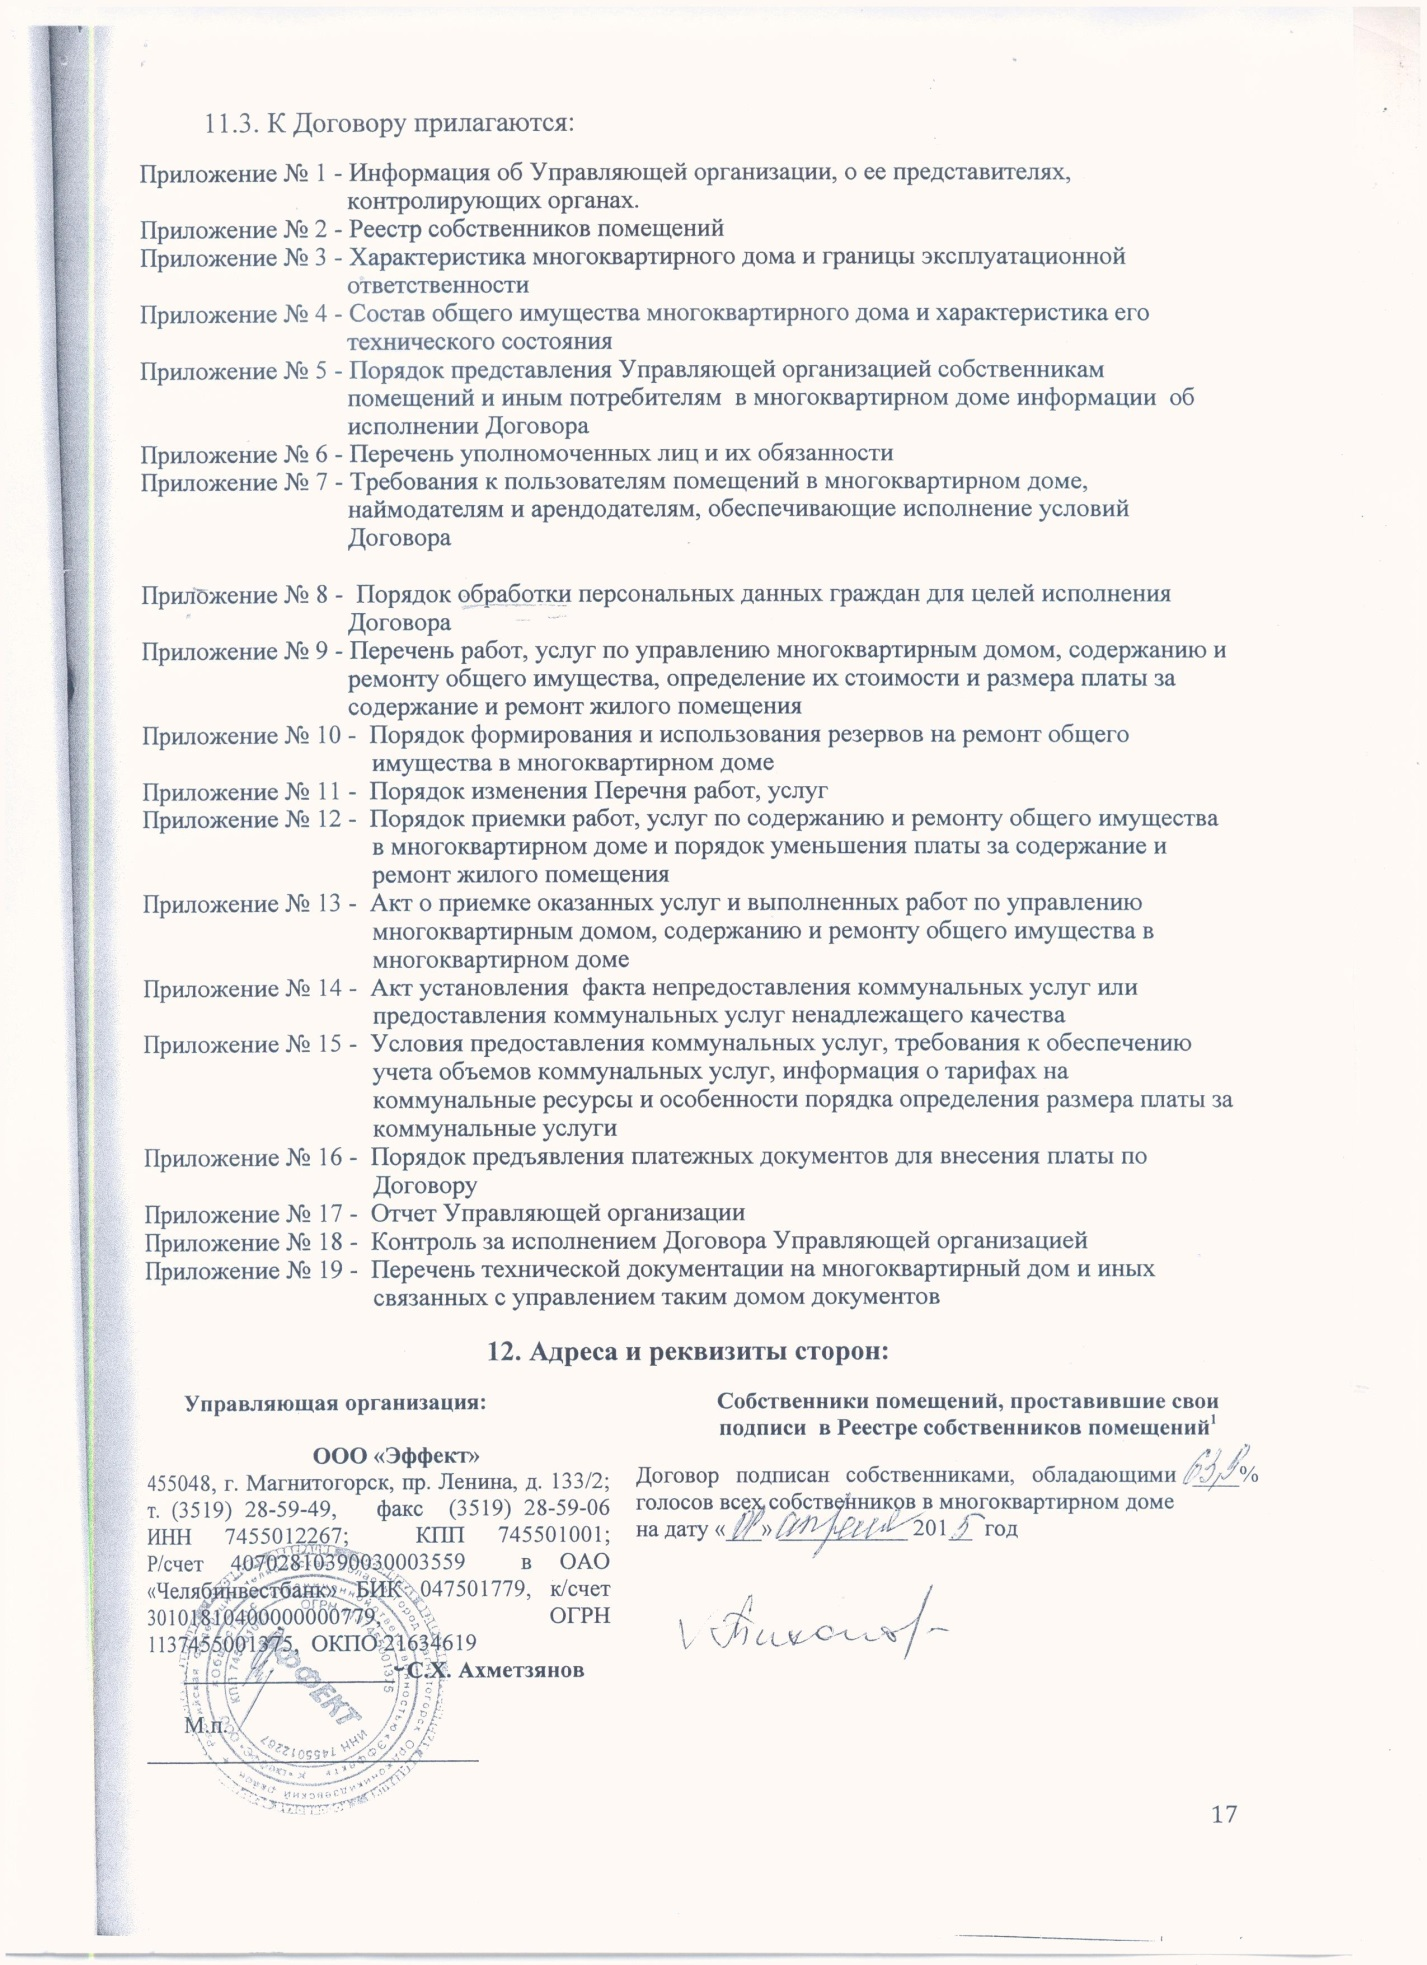 11.3. К Договору прилагаются:
Приложение № 1 - Информация об Управляющей организации, о ее представителях,
контролирующих органах.
Приложение № 2 - Реестр собственников помещений
Приложение № 3 - Характеристика многоквартирного дома и границы эксплуатационной
ответственности
Приложение № 4 - Состав общего имущества многоквартирного дома и характеристика его
технического состояния
Приложение № 5 - Порядок представления Управляющей организацией собственникам
помещений и иным потребителям в многоквартирном доме информации об
исполнении Договора
Приложение № 6 - Перечень уполномоченных лиц и их обязанности
Приложение № 7 - Требования к пользователям помещений в многоквартирном доме,
наймодателям и арендодателям, обеспечивающие исполнение условий
Договора
Приложение № 8 - Порядок обработки персональных данных граждан для целей исполнения
Договора
Приложение № 9 - Перечень работ, услуг по управлению многоквартирным домом, содержанию и
ремонту общего имущества, определение их стоимости и размера платы за
содержание и ремонт жилого помещения
Приложение № 10 - Порядок формирования и использования резервов на ремонт общего
имущества в многоквартирном доме
Приложение № 11 - Порядок изменения Перечня работ, услуг
Приложение № 12 - Порядок приемки работ, услуг по содержанию и ремонту общего имущества
в многоквартирном доме и порядок уменьшения платы за содержание и
ремонт жилого помещения
Приложение № 13 - Акт о приемке оказанных услуг и выполненных работ по управлению
многоквартирным домом, содержанию и ремонту общего имущества в
многоквартирном доме
Приложение № 14 - Акт установления факта непредоставления коммунальных услуг или
предоставления коммунальных услуг ненадлежащего качества
Приложение № 15 - Условия предоставления коммунальных услуг, требования к обеспечению
учета объемов коммунальных услуг, информация о тарифах на
коммунальные ресурсы и особенности порядка определения размера платы за
коммунальные услуги
Приложение № 16 - Порядок предъявления платежных документов для внесения платы по
Договору
Приложение № 17 - Отчет Управляющей организации
Приложение № 18 - Контроль за исполнением Договора Управляющей организацией
Приложение № 19 - Перечень технической документации на многоквартирный дом и иных
связанных с управлением таким домом документов
12. Адреса и реквизиты сторон:
Управляющая организация:
ООО «Эффект»
455048, г. Магнитогорск, пр. Ленина, д. 133/2;
т. (3519) 28-59-49, факс (3519) 28-59-06
ИНН 7455012267; КПП 745501001;
Р/счет 40702810390030003559 в ОАО
«Челябинвестбанк» БИК 047501779, к/счет
30101810400000000779, ОГРН
1137455001375, ОКПО 21634619
С.Х. Ахметзянов
М.п.
ЭФФЕКТ
ИНН 7455012267
Собственники помещений, проставившие свои
подписи в Реестре собственников помещений1
Договор подписан собственниками, обладающими 63,9%
голосов всех собственников в многоквартирном доме
на дату « » апреля 2015 год
17